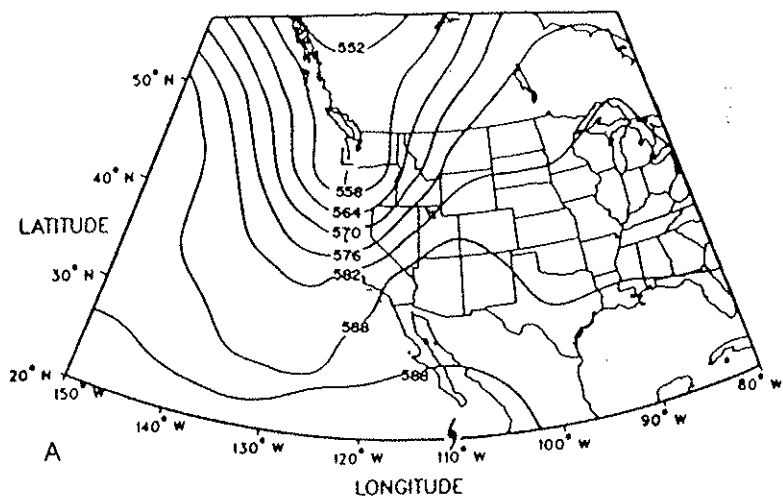 552
50° N
558
40° N
564
LATITUDE
570
576
30° N
582
588
588
20° N
150° W
80° W
140° W
90° W
130° W
100° W
120° W
110° W
A
LONGITUDE